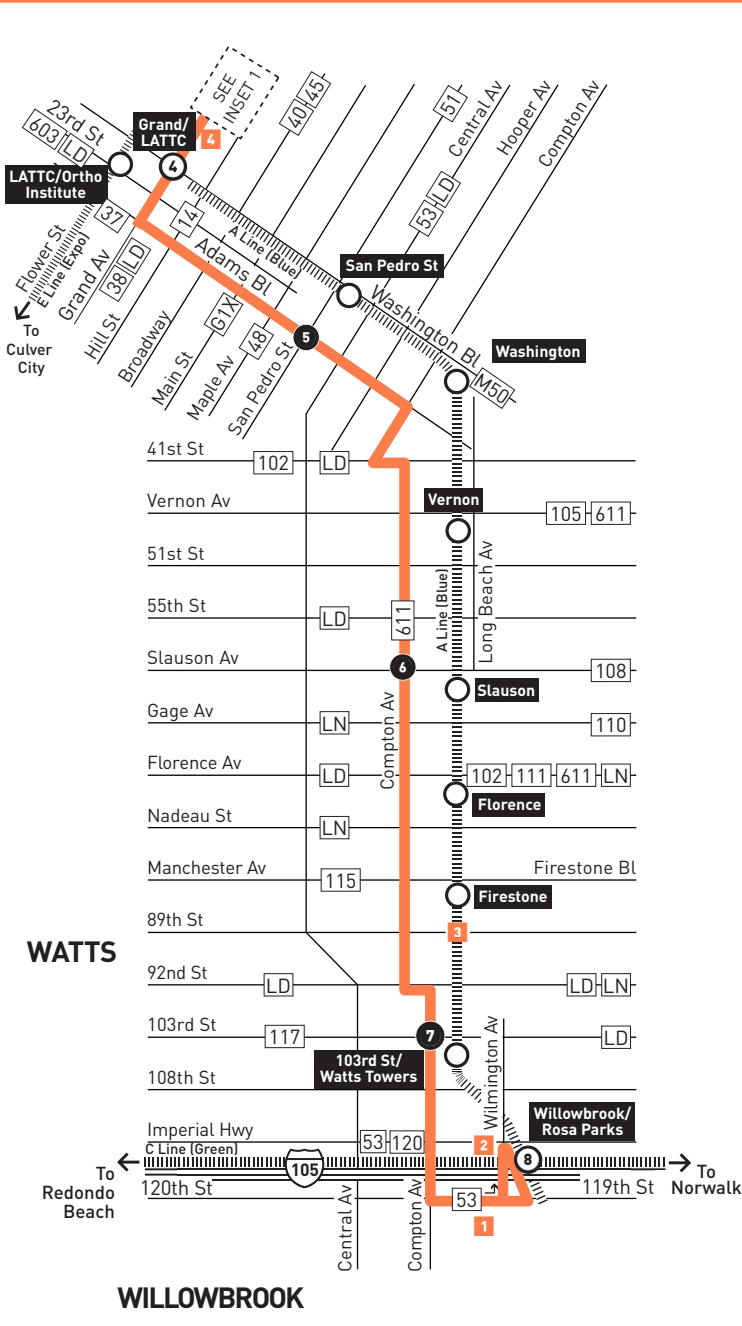 SEE
INSET 1
4
23rd St
603 LD
Grand/
LATTC
4
LATTC/Ortho
Institute
40 45
51
Central Av
Hooper Av
Compton Av
53 LD
37
14
A Line (Blue)
Adams Bl
San Pedro St
Washington Bl
Washington
M50
Flower St
E Line (Expo)
Grand Av
38 LD
Hill St
Broadway
Main St
G1X
Maple Av
48
San Pedro St
5
To
Culver
City
41st St
102
LD
Vernon Av
Vernon
105 611
51st St
55th St
LD
611
A Line (Blue)
Long Beach Av
Slauson Av
6
108
Slauson
Gage Av
LN
Compton Av
110
Florence Av
LD
102 111 611 LN
Florence
Nadeau St
LN
Manchester Av
115
Firestone Bl
Firestone
89th St
3
WATTS
92nd St
LD
LD LN
103rd St
117
7
LD
103rd St/
Watts Towers
108th St
Wilmington Av
Willowbrook/
Rosa Parks
Imperial Hwy
53 120
2
C Line (Green)
105
8
To
Redondo
Beach
To
Norwalk
120th St
53
119th St
1
Central Av
Compton Av
WILLOWBROOK